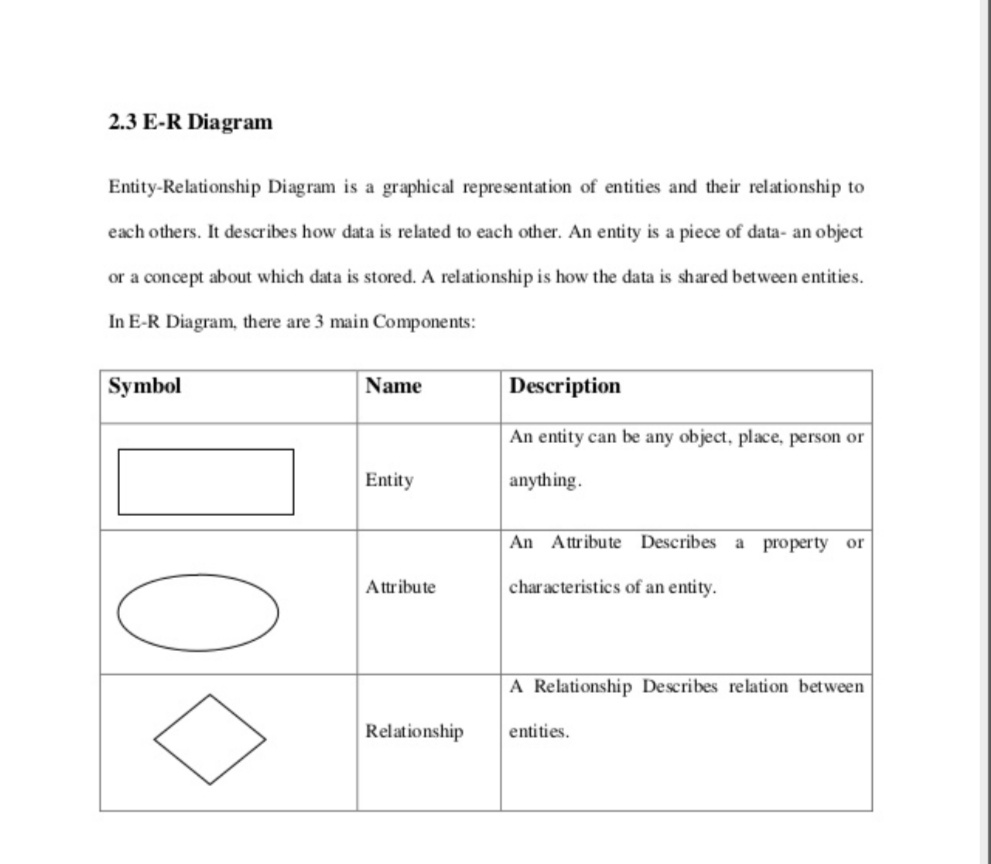 2.3 E-R Diagram
Entity-Relationship Diagram is a graphical representation of entities and their relationship to
each others. It describes how data is related to each other. An entity is a piece of data- an object
or a concept about which data is stored. A relationship is how the data is shared between entities.
In E-R Diagram, there are 3 main Components:
Symbol Name Description
An entity can be any object, place, person or
Entity anything.
An Attribute Describes a property or
Attribute characteristics of an entity.
A Relationship Describes relation between
Relationship entities.